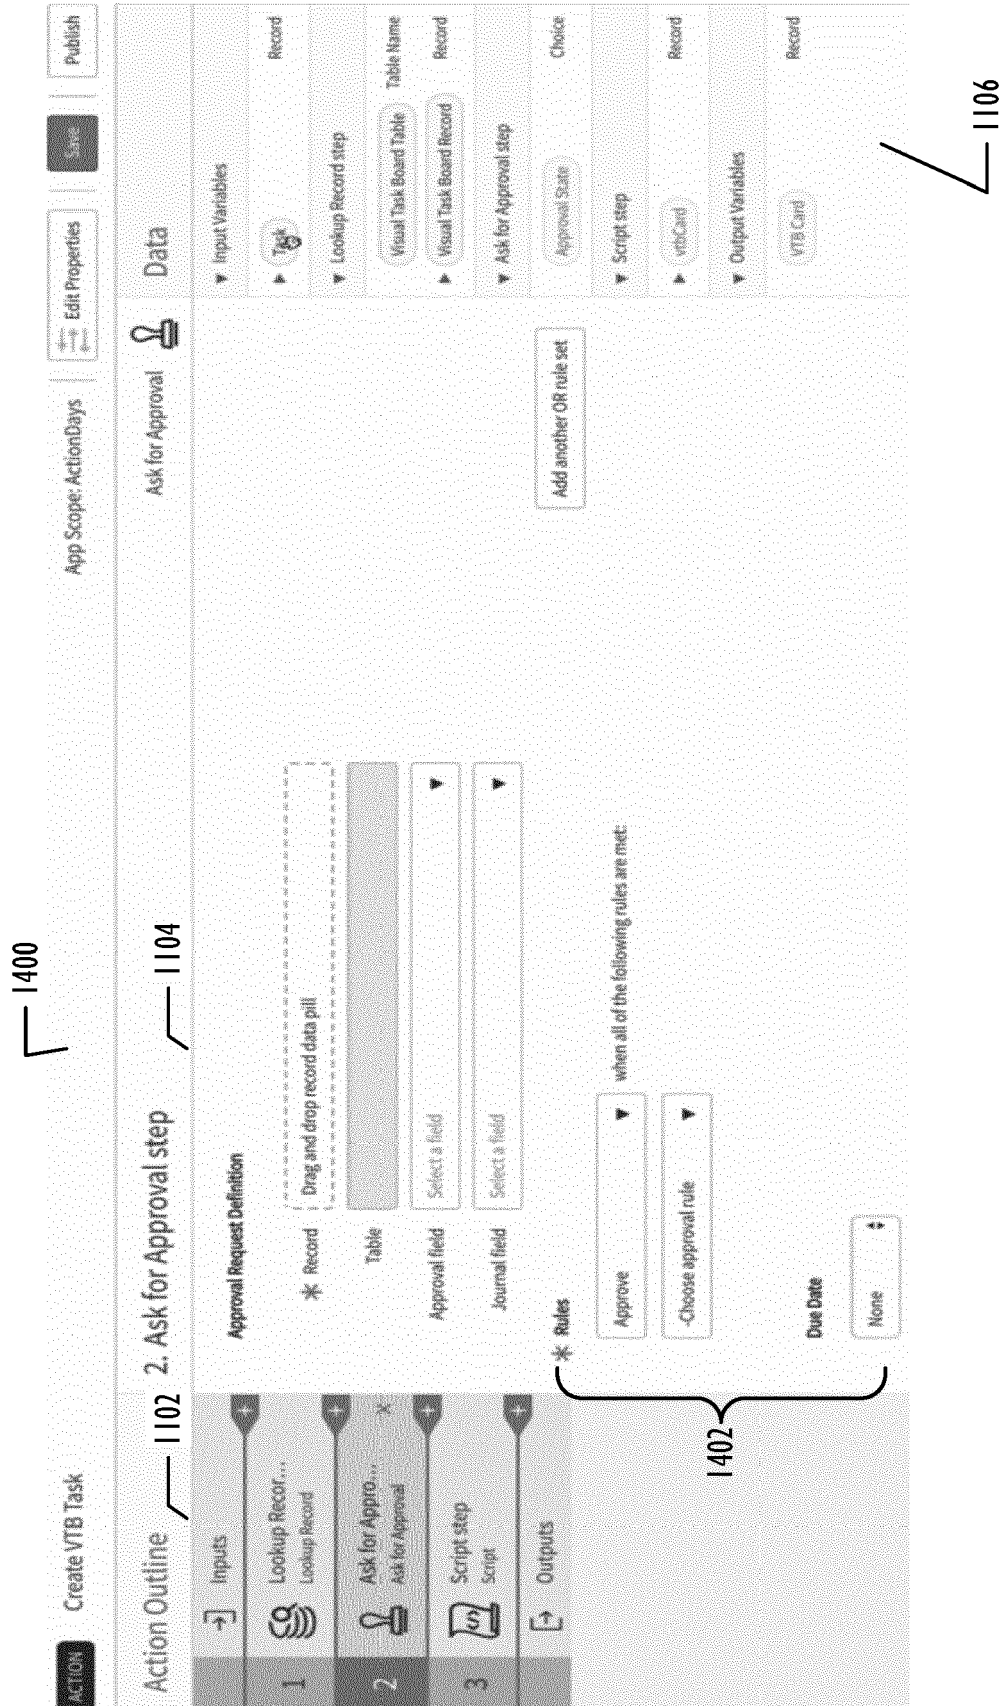 1400
ACTION Create VTB Task App Scope: ActionDays Edit Properties Save Publish
1102
1104
Action Outline
Inputs
1 Lookup Recor...
Lookup Record
2 Ask for Appro... X
Ask for Approval
3 Script step
Script
Outputs
2. Ask for Approval step Ask for Approval
Approval Request Definition
* Record Drag and drop record data pill
Table
Approval field Select a field
Journal field Select a field
* Rules
Add another OR rule set
Approve when all of the following rules are met:
-Choose approval rule
Due Date
None
1402
Data
Input Variables
Task Record
Lookup Record step
Visual Task Board Table Table Name
Visual Task Board Record Record
Ask for Approval step
Approval State Choice
Script step
vtbCard Record
Output Variables
VTB Card Record
1106